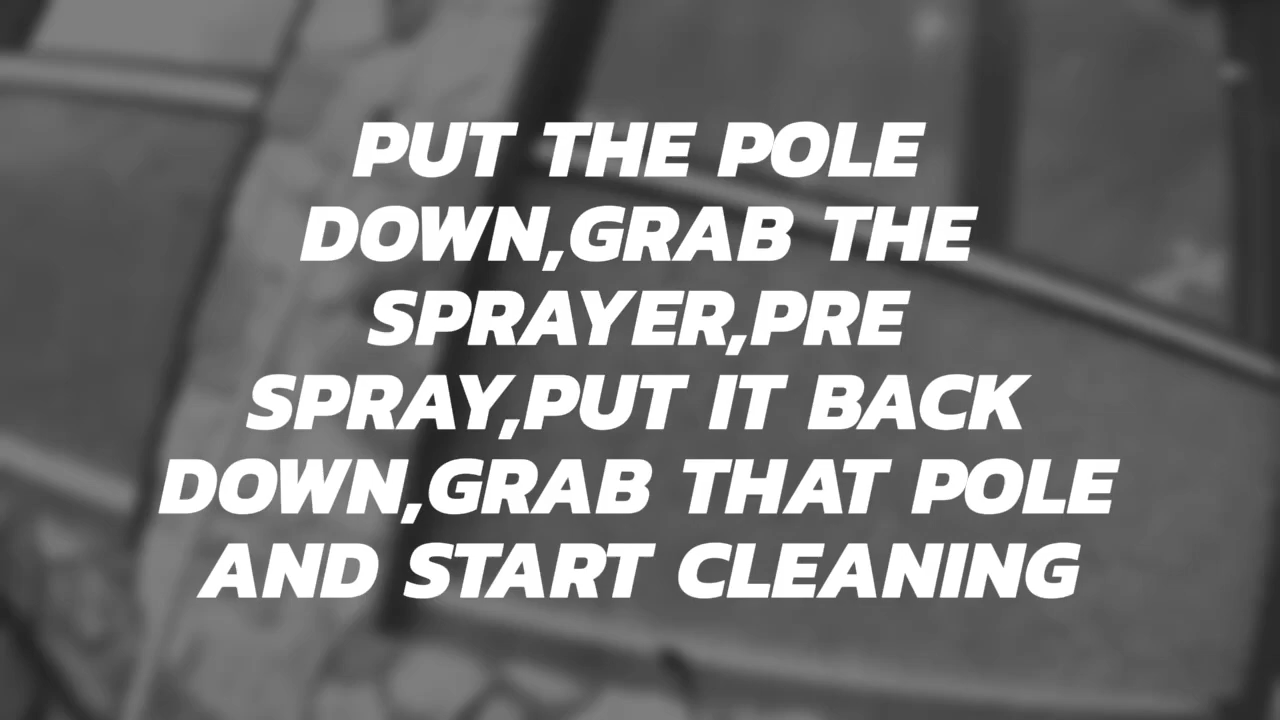 PUT THE POLE
DOWN,GRAB THE
SPRAYER,PRE
SPRAY,PUT IT BACK
DOWN,GRAB THAT POLE
AND START CLEANING